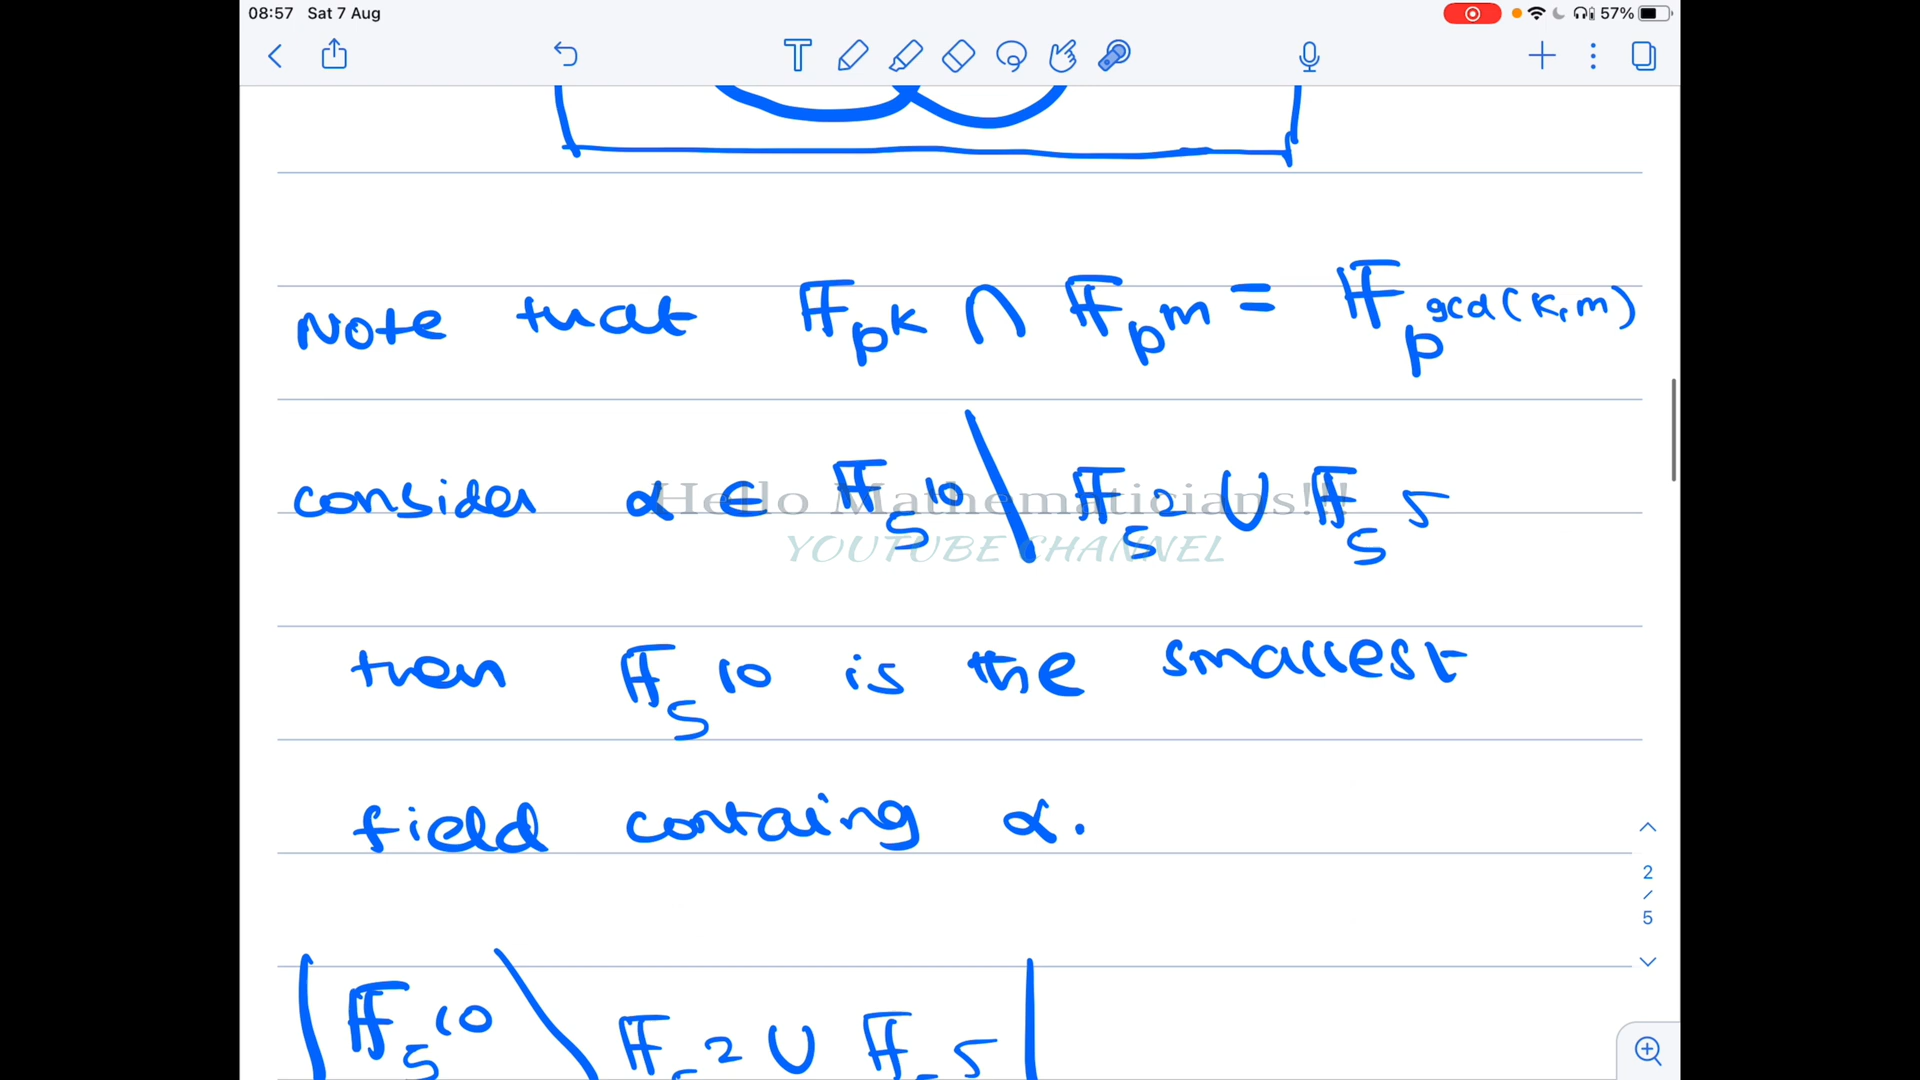 08:57 Sat 7 Aug 57%
Note that 𝔽_{p^k} ∩ 𝔽_{p^m} = 𝔽_{p^{gcd(k,m)}}
consider α ∈ 𝔽_{5^{10}} \ 𝔽_{5^2} ∪ 𝔽_{5^5}
Hello Mathematicians!!!
YOUTUBE CHANNEL
then 𝔽_{5^{10}} is the smallest
field containg α.
2
/
5
| 𝔽_{5^{10}} \ 𝔽_{5^2} ∪ 𝔽_{5^5} |